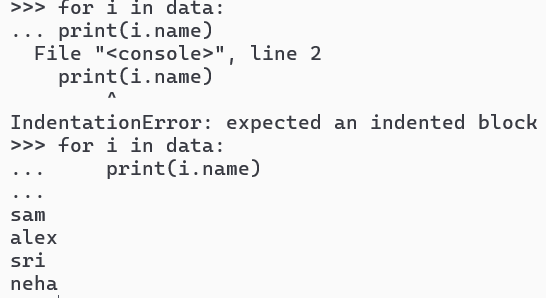 >>> for i in data:
... print(i.name)
  File "<console>", line 2
    print(i.name)
        ^
IndentationError: expected an indented block
>>> for i in data:
...     print(i.name)
...
sam
alex
sri
neha